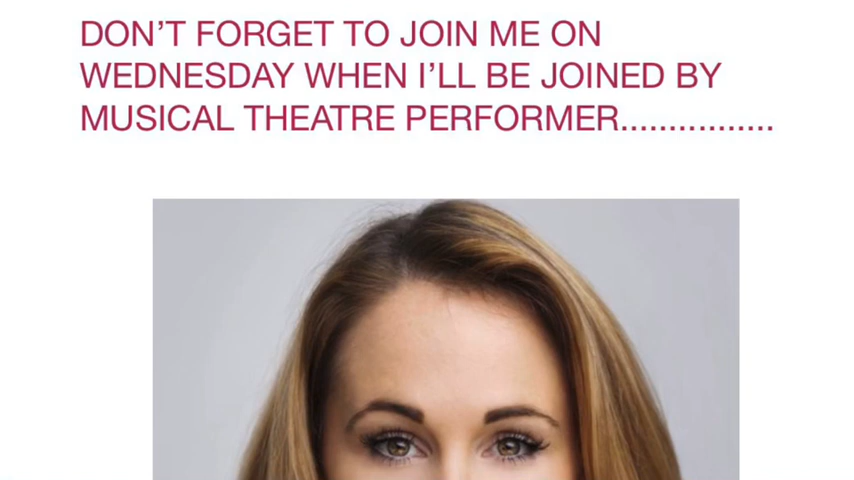 DON’T FORGET TO JOIN ME ON
WEDNESDAY WHEN I’LL BE JOINED BY
MUSICAL THEATRE PERFORMER................